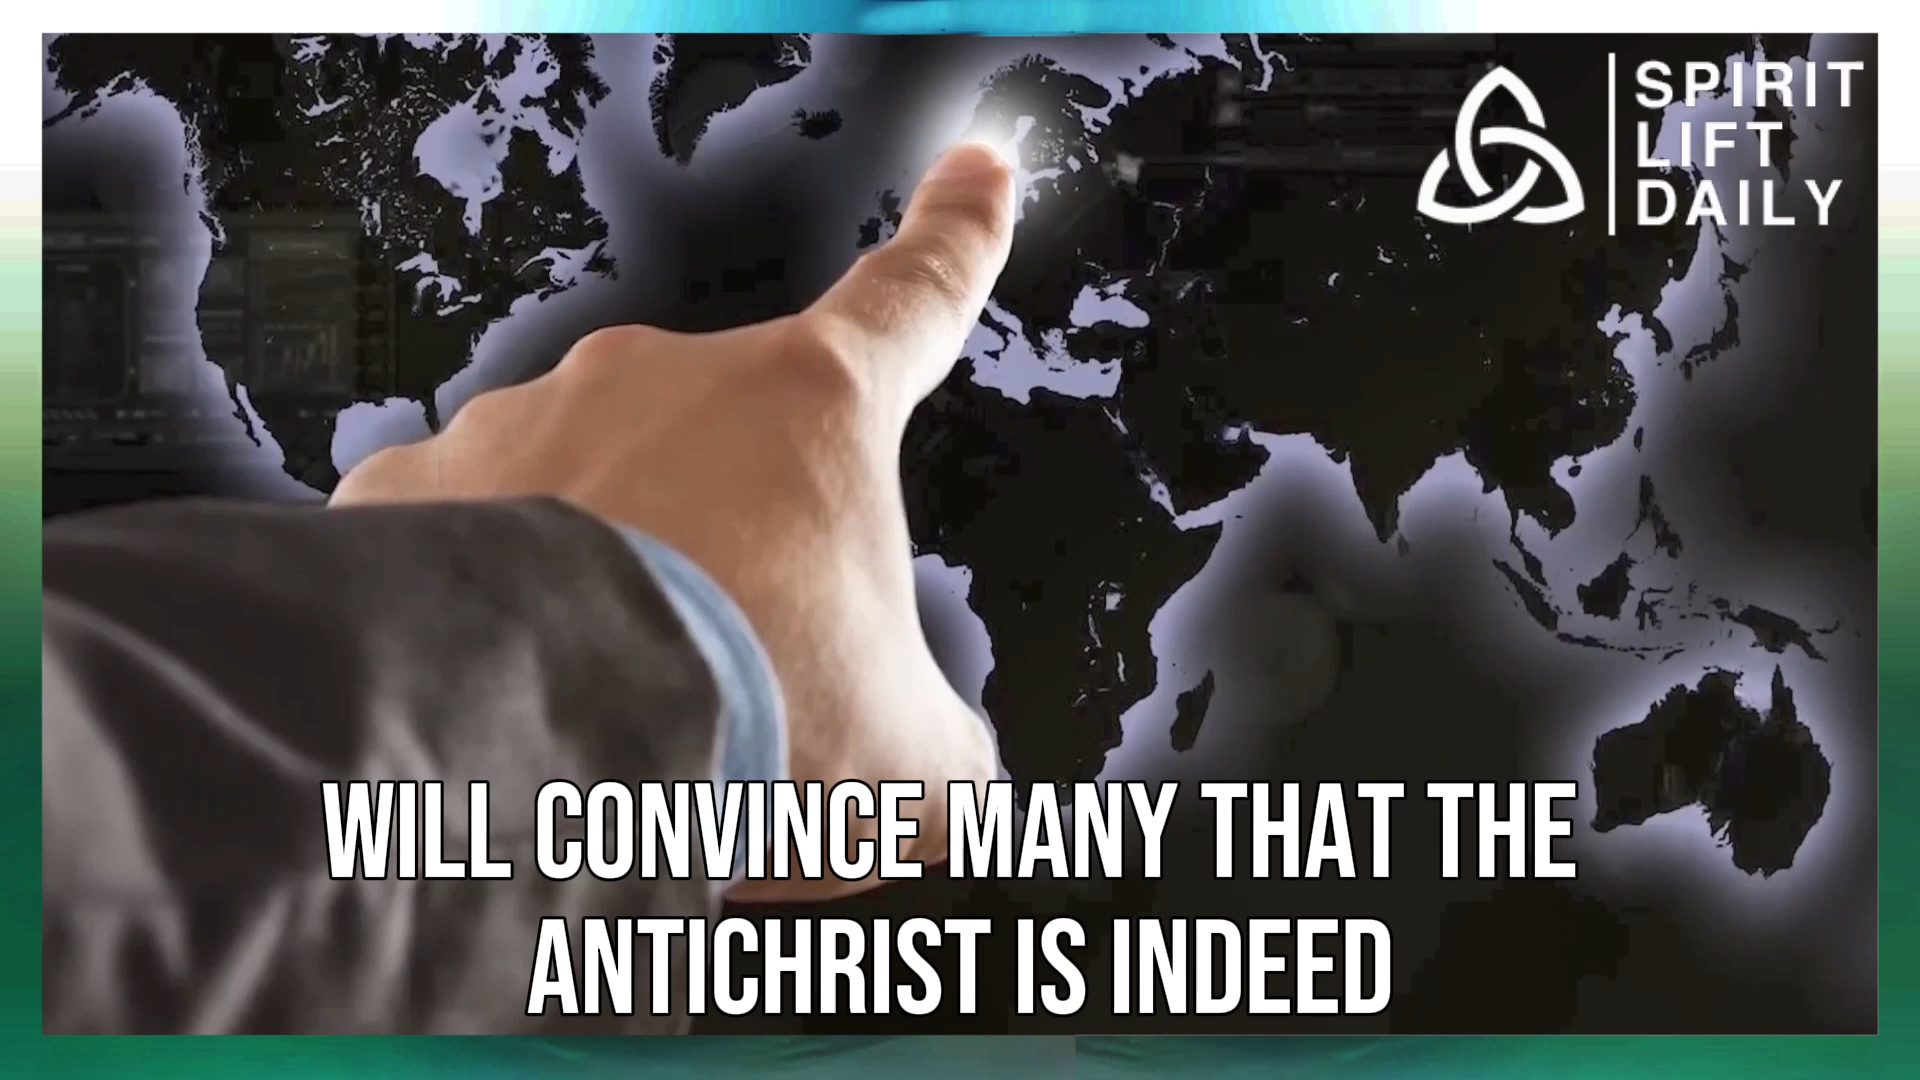 SPIRIT
LIFT
DAILY
WILL CONVINCE MANY THAT THE
ANTICHRIST IS INDEED